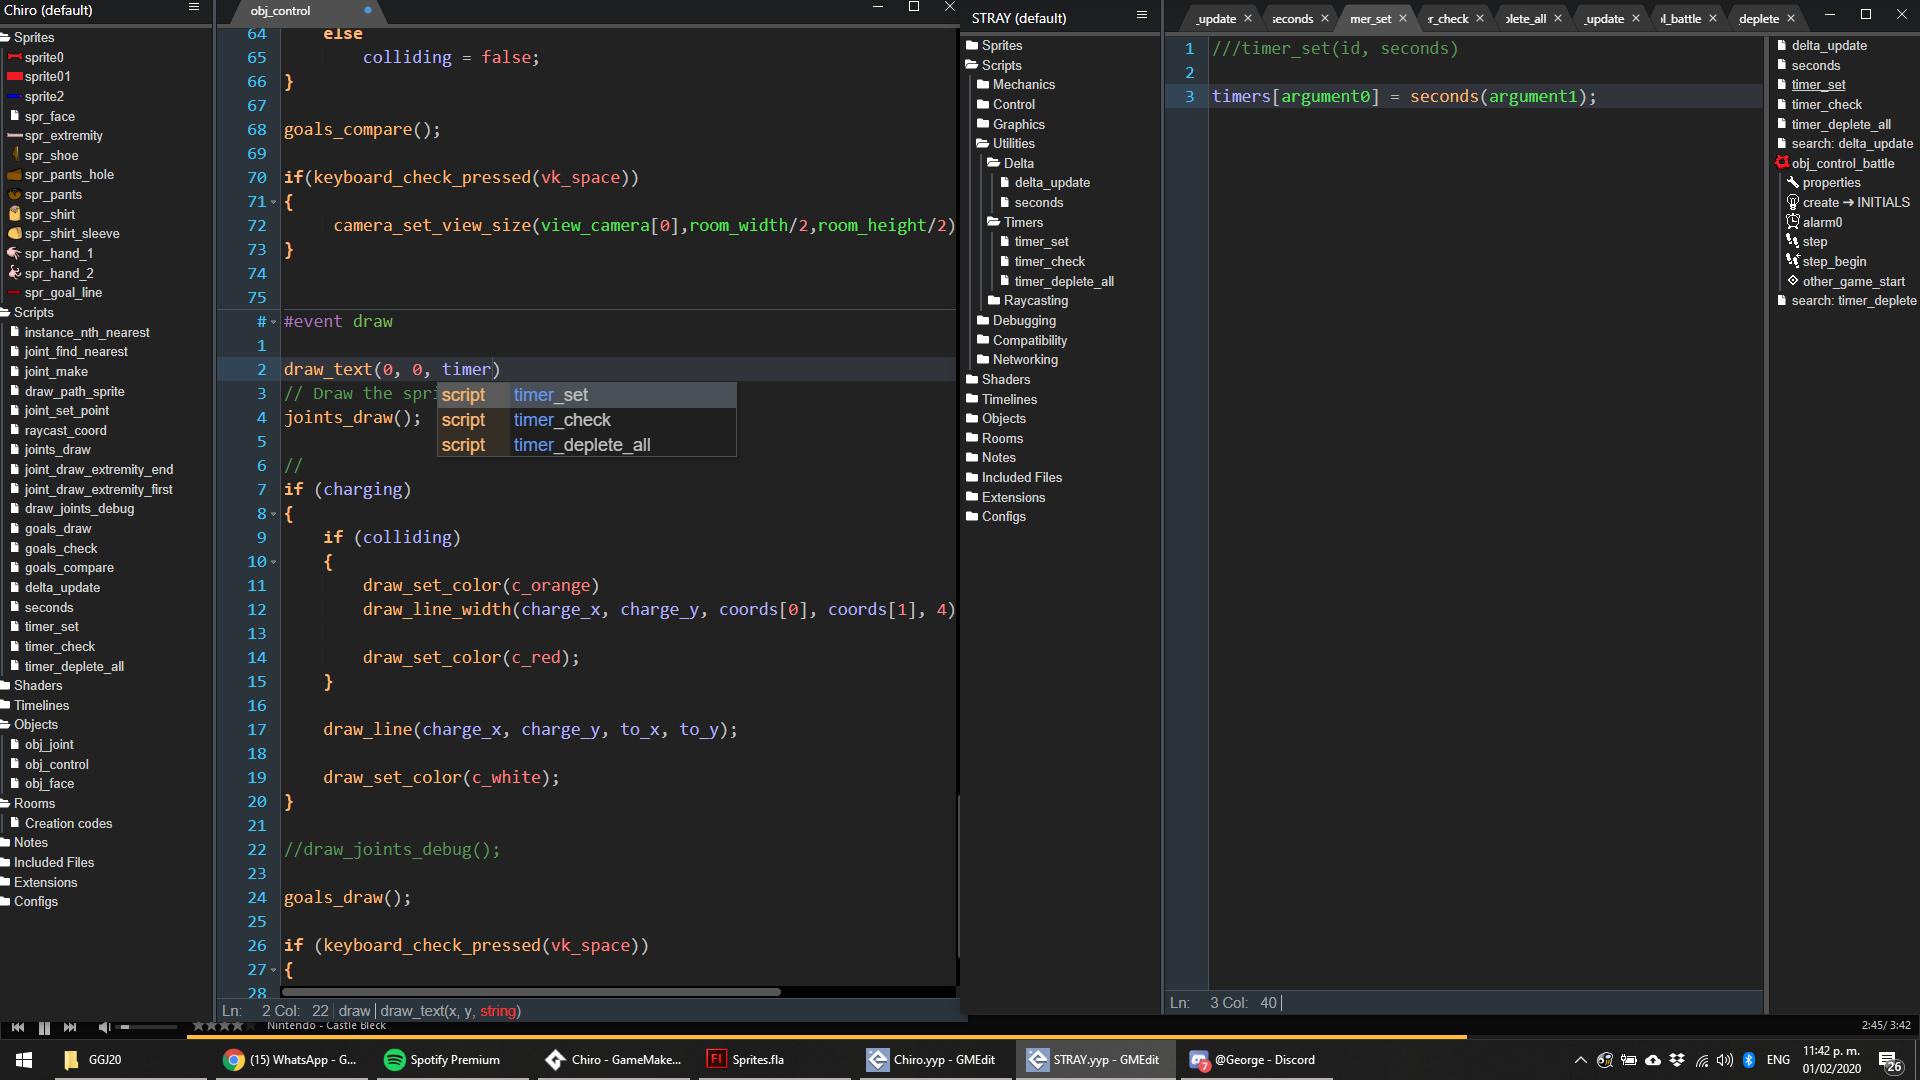 Chiro (default)
Sprites
sprite0
sprite01
sprite2
spr_face
spr_extremity
spr_shoe
spr_pants_hole
spr_pants
spr_shirt
spr_shirt_sleeve
spr_hand_1
spr_hand_2
spr_goal_line
Scripts
instance_nth_nearest
joint_find_nearest
joint_make
draw_path_sprite
joint_set_point
raycast_coord
joints_draw
joint_draw_extremity_end
joint_draw_extremity_first
draw_joints_debug
goals_draw
goals_check
goals_compare
delta_update
seconds
timer_set
timer_check
timer_deplete_all
Shaders
Timelines
Objects
obj_joint
obj_control
obj_face
Rooms
Creation codes
Notes
Included Files
Extensions
Configs
obj_control
64 else
65 colliding = false;
66 }
67
68 goals_compare();
69
70 if(keyboard_check_pressed(vk_space))
71 {
72 camera_set_view_size(view_camera[0],room_width/2,room_height/2)
73 }
74
75
# #event draw
1
2 draw_text(0, 0, timer)
3 // Draw the spri
4 joints_draw();
5
6 //
7 if (charging)
8 {
9 if (colliding)
10 {
11 draw_set_color(c_orange)
12 draw_line_width(charge_x, charge_y, coords[0], coords[1], 4)
13
14 draw_set_color(c_red);
15 }
16
17 draw_line(charge_x, charge_y, to_x, to_y);
18
19 draw_set_color(c_white);
20 }
21
22 //draw_joints_debug();
23
24 goals_draw();
25
26 if (keyboard_check_pressed(vk_space))
27 {
28
script timer_set
script timer_check
script timer_deplete_all
Ln: 2 Col: 22 draw draw_text(x, y, string)
STRAY (default)
Sprites
Scripts
Mechanics
Control
Graphics
Utilities
Delta
delta_update
seconds
Timers
timer_set
timer_check
timer_deplete_all
Raycasting
Debugging
Compatibility
Networking
Shaders
Timelines
Objects
Rooms
Notes
Included Files
Extensions
Configs
_update seconds mer_set r_check plete_all _update l_battle deplete
1 ///timer_set(id, seconds)
2
3 timers[argument0] = seconds(argument1);
Ln: 3 Col: 40
delta_update
seconds
timer_set
timer_check
timer_deplete_all
search: delta_update
obj_control_battle
properties
create → INITIALS
alarm0
step
step_begin
other_game_start
search: timer_deplete
Nintendo - Castle Bleck
2:45/ 3:42
GGJ20
(15) WhatsApp - G...
Spotify Premium
Chiro - GameMake...
Fl Sprites.fla
Chiro.yyp - GMEdit
STRAY.yyp - GMEdit
7 @George - Discord
ENG
11:42 p. m.
01/02/2020
26